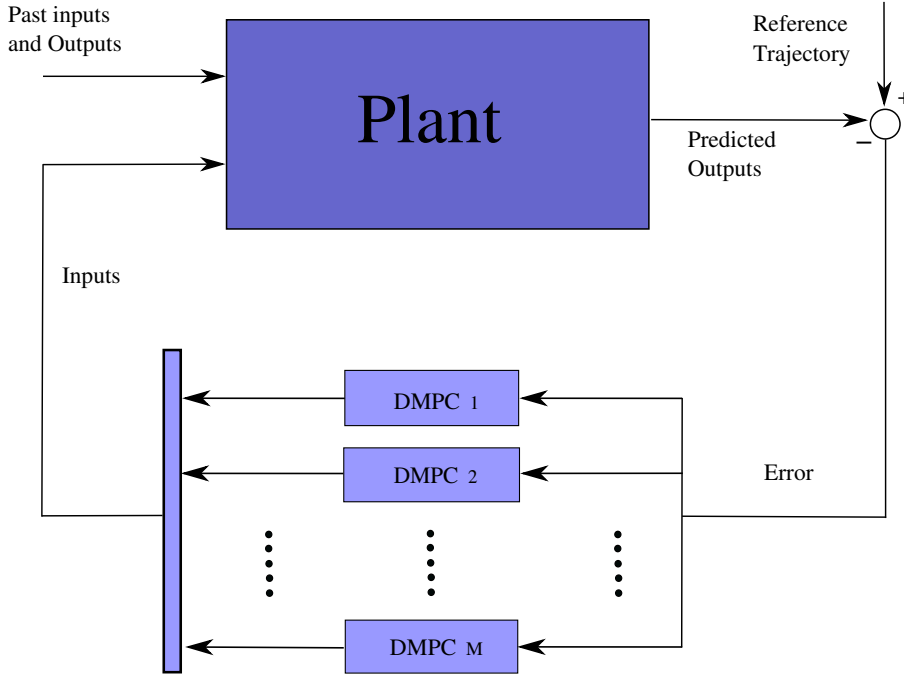 Past inputs
and Outputs
Plant
Reference
Trajectory
+
−
Predicted
Outputs
Inputs
DMPC 1
DMPC 2
Error
DMPC M